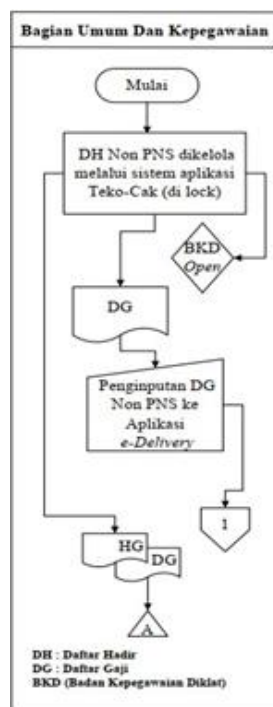 Bagian Umum Dan Kepegawaian
Mulai
DH Non PNS dikelola
melalui sistem aplikasi
Teko-Cak (di lock)
BKD
Open
DG
Penginputan DG
Non PNS ke
Aplikasi
e-Delivery
1
HG
DG
A
DH : Daftar Hadir
DG : Daftar Gaji
BKD (Badan Kepegawaian Diklat)